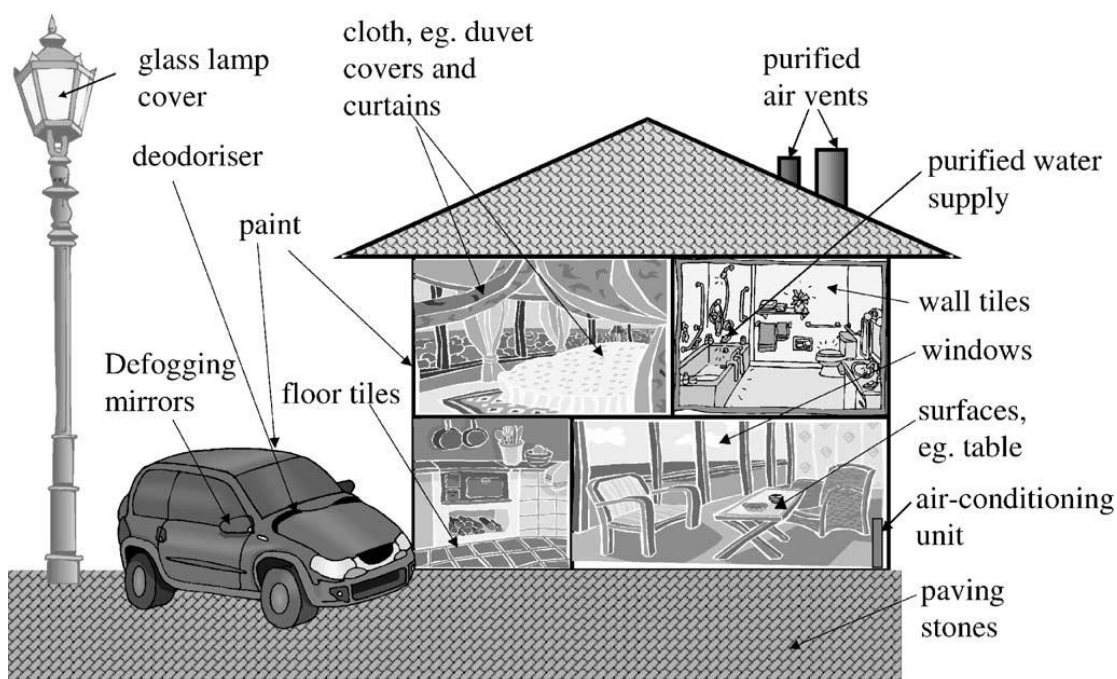 glass lamp
cover
cloth, eg. duvet
covers and
curtains
purified
air vents
deodoriser
purified water
supply
paint
wall tiles
windows
Defogging
mirrors
floor tiles
surfaces,
eg. table
air-conditioning
unit
paving
stones